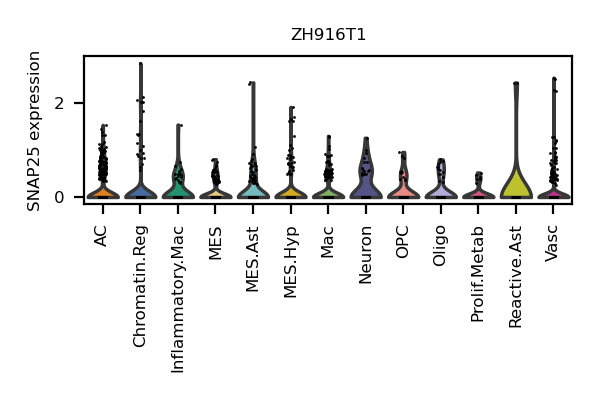 ZH916T1
SNAP25 expression
2
0
AC
Chromatin.Reg
Inflammatory.Mac
MES
MES.Ast
MES.Hyp
Mac
Neuron
OPC
Oligo
Prolif.Metab
Reactive.Ast
Vasc